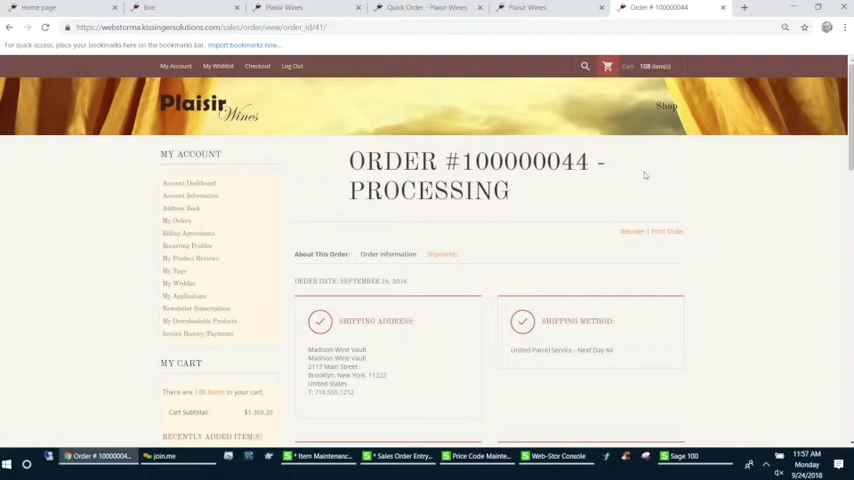 Home page
Brie
Plaisir Wines
Quick Order - Plaisir Wines
Plaisir Wines
Order # 100000044
https://webstorma.kissingersolutions.com/sales/order/view/order_id/41/
For quick access, place your bookmarks here on the bookmarks bar. Import bookmarks now...
My Account My Wishlist Checkout Log Out
Cart: 108 item(s)
Plaisir Wines
Shop
MY ACCOUNT
Account Dashboard
Account Information
Address Book
My Orders
Billing Agreements
Recurring Profiles
My Product Reviews
My Tags
My Wishlist
My Applications
Newsletter Subscriptions
My Downloadable Products
Invoice History/Payments
MY CART
There are 108 items in your cart.
Cart Subtotal: $1,369.20
RECENTLY ADDED ITEM(S)
ORDER #100000044 -
PROCESSING
Reorder | Print Order
About This Order: Order Information Shipments
ORDER DATE: SEPTEMBER 18, 2018
SHIPPING ADDRESS:
Madison Wine Vault
Madison Wine Vault
2117 Main Street
Brooklyn, New York, 11222
United States
T: 718.555.1212
SHIPPING METHOD:
United Parcel Service - Next Day Air
Order # 100000044...
join.me
* Item Maintenanc...
* Sales Order Entry...
Price Code Mainte...
Web-Stor Console
Sage 100
11:57 AM
Monday
9/24/2018